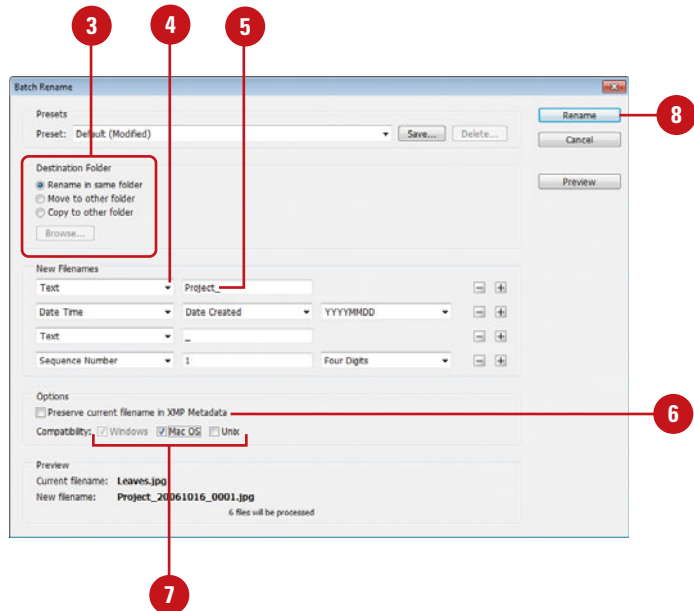 3
4
5
Batch Rename
Presets
Preset: Default (Modified) Save... Delete...
Rename
8
Cancel
Destination Folder
Rename in same folder
Move to other folder
Copy to other folder
Browse...
Preview
New Filenames
Text Project_
Date Time Date Created YYYYMMDD
Text _
Sequence Number 1 Four Digits
Options
Preserve current filename in XMP Metadata
6
Compatibility: Windows Mac OS Unix
Preview
Current filename: Leaves.jpg
New filename: Project_20061016_0001.jpg
6 files will be processed
7